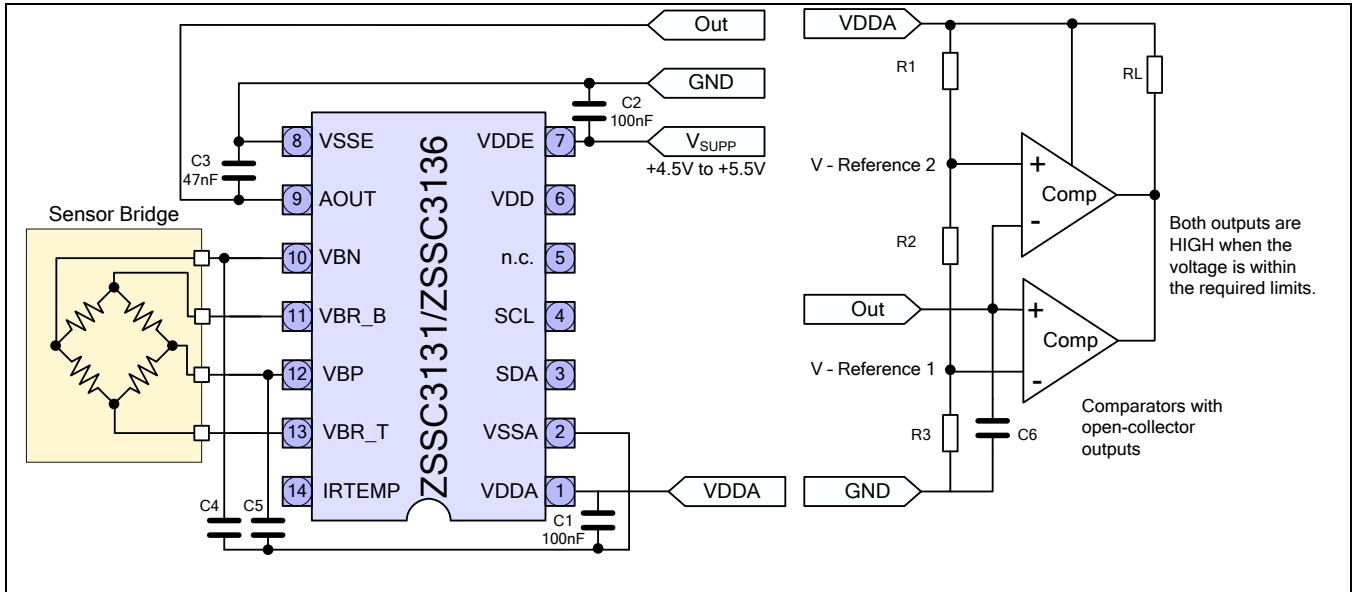 Out
GND
C2
100nF
VSUPP
+4.5V to +5.5V
C3
47nF
Sensor Bridge
8 VSSE
9 AOUT
10 VBN
11 VBR_B
12 VBP
13 VBR_T
14 IRTEMP
ZSSC3131/ZSSC3136
VDDE 7
VDD 6
n.c. 5
SCL 4
SDA 3
VSSA 2
VDDA 1
C4
C5
C1
100nF
VDDA
VDDA
R1
RL
V - Reference 2
+
-
Comp
R2
Both outputs are
HIGH when the
voltage is within
the required limits.
Out
+
-
Comp
V - Reference 1
R3
C6
Comparators with
open-collector
outputs
GND